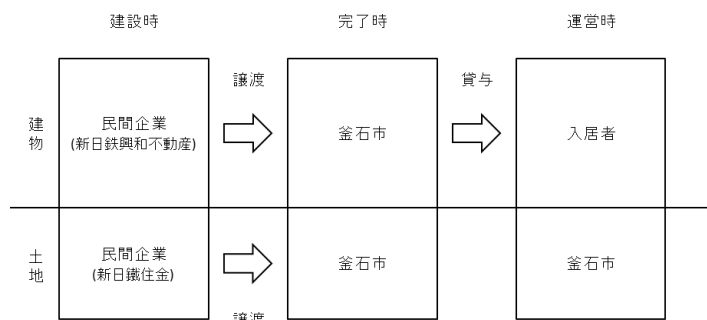 建設時
完了時
運営時
譲渡
貸与
建物
民間企業
(新日鉄興和不動産)
釜石市
入居者
土地
民間企業
(新日鐵住金)
釜石市
釜石市
譲渡